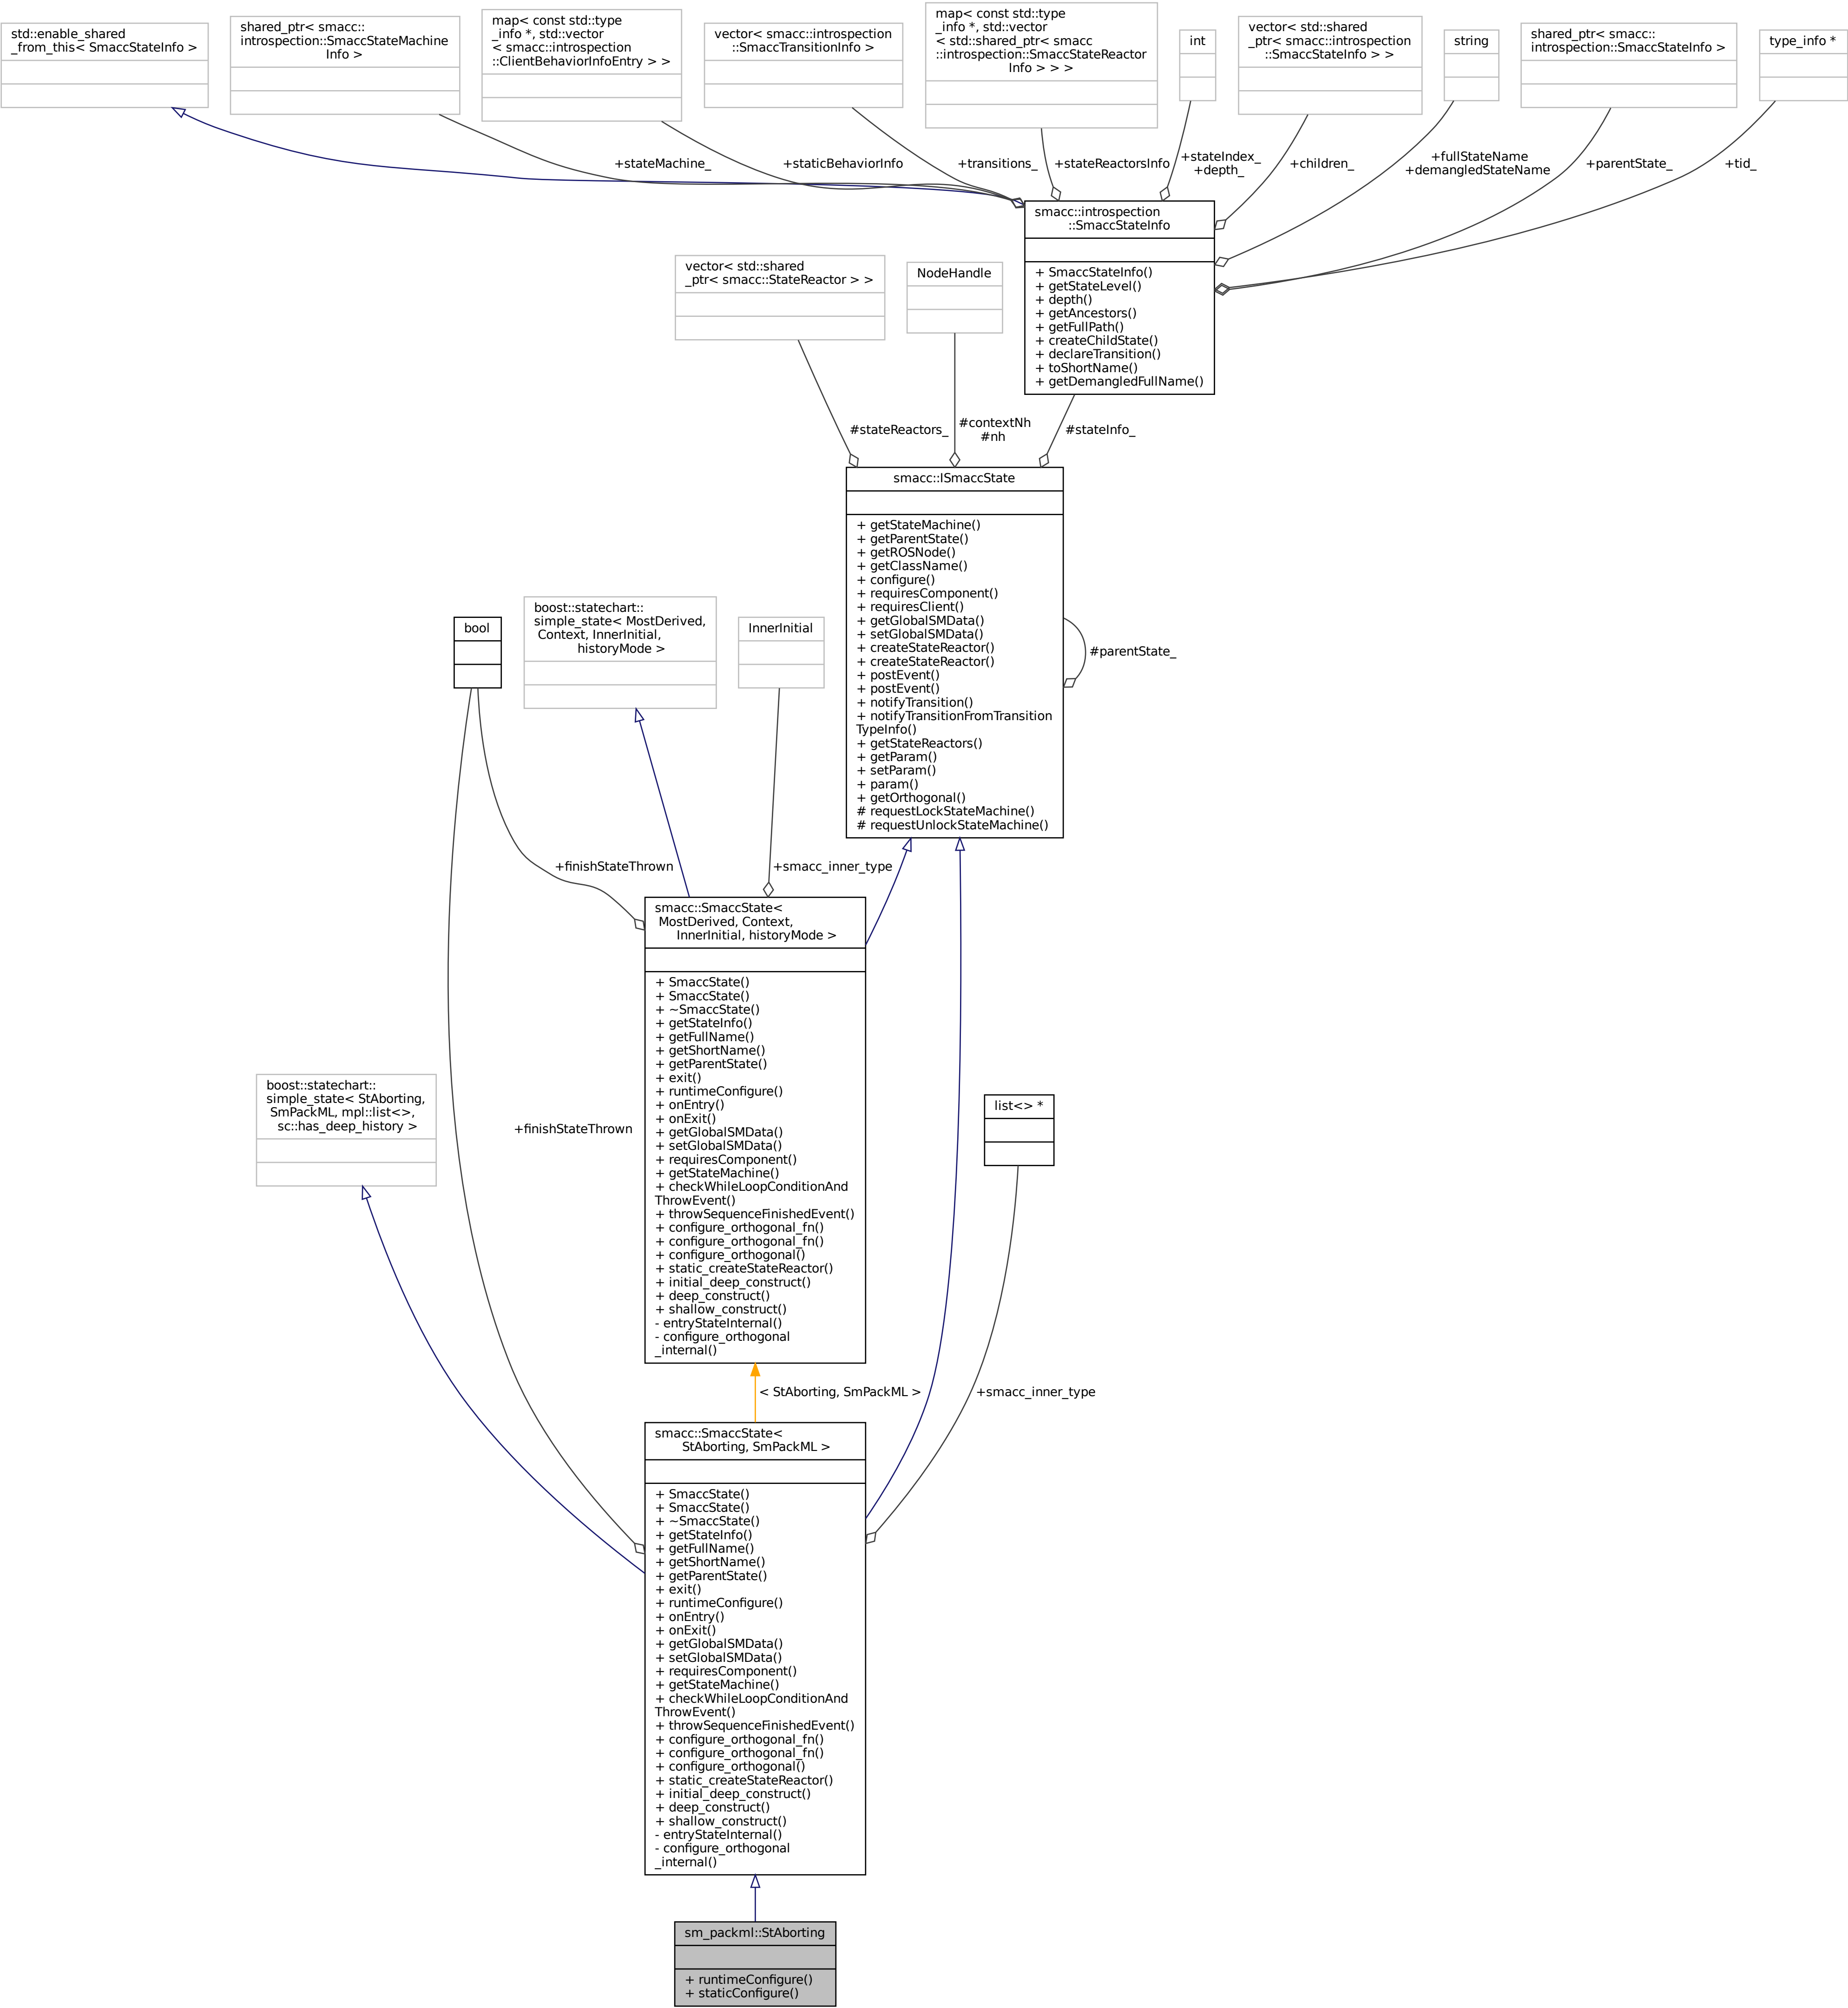 std::enable_shared
_from_this< SmaccStateInfo >
shared_ptr< smacc::
introspection::SmaccStateMachine
Info >
map< const std::type
_info *, std::vector
< smacc::introspection
::ClientBehaviorInfoEntry > >
vector< smacc::introspection
::SmaccTransitionInfo >
map< const std::type
_info *, std::vector
< std::shared_ptr< smacc
::introspection::SmaccStateReactor
Info > > >
int
vector< std::shared
_ptr< smacc::introspection
::SmaccStateInfo > >
string
shared_ptr< smacc::
introspection::SmaccStateInfo >
type_info *
+stateMachine_
+staticBehaviorInfo
+transitions_
+stateReactorsInfo
+stateIndex_
+depth_
+children_
+fullStateName
+demangledStateName
+parentState_
+tid_
smacc::introspection
::SmaccStateInfo
+ SmaccStateInfo()
+ getStateLevel()
+ depth()
+ getAncestors()
+ getFullPath()
+ createChildState()
+ declareTransition()
+ toShortName()
+ getDemangledFullName()
vector< std::shared
_ptr< smacc::StateReactor > >
NodeHandle
#stateReactors_
#contextNh
#nh
#stateInfo_
smacc::ISmaccState
+ getStateMachine()
+ getParentState()
+ getROSNode()
+ getClassName()
+ configure()
+ requiresComponent()
+ requiresClient()
+ getGlobalSMData()
+ setGlobalSMData()
+ createStateReactor()
+ createStateReactor()
+ postEvent()
+ postEvent()
+ notifyTransition()
+ notifyTransitionFromTransition
TypeInfo()
+ getStateReactors()
+ getParam()
+ setParam()
+ param()
+ getOrthogonal()
# requestLockStateMachine()
# requestUnlockStateMachine()
#parentState_
bool
boost::statechart::
simple_state< MostDerived,
Context, InnerInitial,
historyMode >
InnerInitial
+finishStateThrown
+smacc_inner_type
smacc::SmaccState<
MostDerived, Context,
InnerInitial, historyMode >
+ SmaccState()
+ SmaccState()
+ ~SmaccState()
+ getStateInfo()
+ getFullName()
+ getShortName()
+ getParentState()
+ exit()
+ runtimeConfigure()
+ onEntry()
+ onExit()
+ getGlobalSMData()
+ setGlobalSMData()
+ requiresComponent()
+ getStateMachine()
+ checkWhileLoopConditionAnd
ThrowEvent()
+ throwSequenceFinishedEvent()
+ configure_orthogonal_fn()
+ configure_orthogonal_fn()
+ configure_orthogonal()
+ static_createStateReactor()
+ initial_deep_construct()
+ deep_construct()
+ shallow_construct()
- entryStateInternal()
- configure_orthogonal
_internal()
boost::statechart::
simple_state< StAborting,
SmPackML, mpl::list<>,
sc::has_deep_history >
+finishStateThrown
list<> *
< StAborting, SmPackML >
+smacc_inner_type
smacc::SmaccState<
StAborting, SmPackML >
+ SmaccState()
+ SmaccState()
+ ~SmaccState()
+ getStateInfo()
+ getFullName()
+ getShortName()
+ getParentState()
+ exit()
+ runtimeConfigure()
+ onEntry()
+ onExit()
+ getGlobalSMData()
+ setGlobalSMData()
+ requiresComponent()
+ getStateMachine()
+ checkWhileLoopConditionAnd
ThrowEvent()
+ throwSequenceFinishedEvent()
+ configure_orthogonal_fn()
+ configure_orthogonal_fn()
+ configure_orthogonal()
+ static_createStateReactor()
+ initial_deep_construct()
+ deep_construct()
+ shallow_construct()
- entryStateInternal()
- configure_orthogonal
_internal()
sm_packml::StAborting
+ runtimeConfigure()
+ staticConfigure()